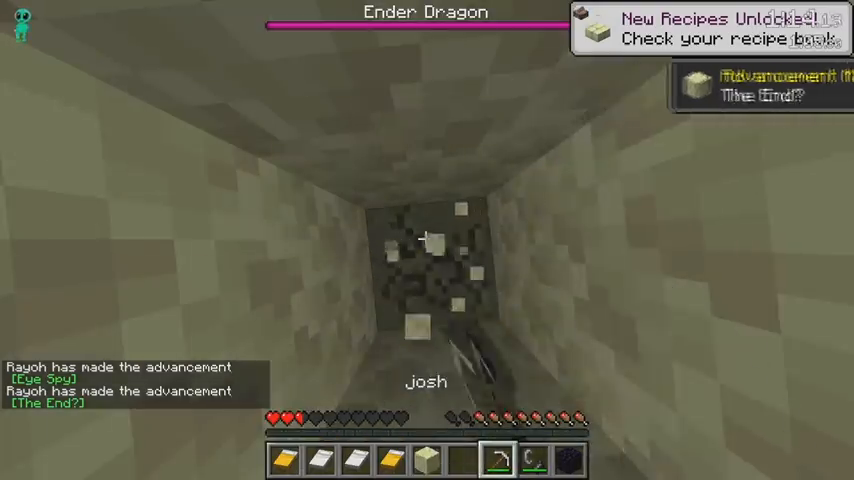 Ender Dragon
New Recipes Unlocked!
Check your recipe book
The End?
Rayoh has made the advancement
[Eye Spy]
Rayoh has made the advancement
[The End?]
josh